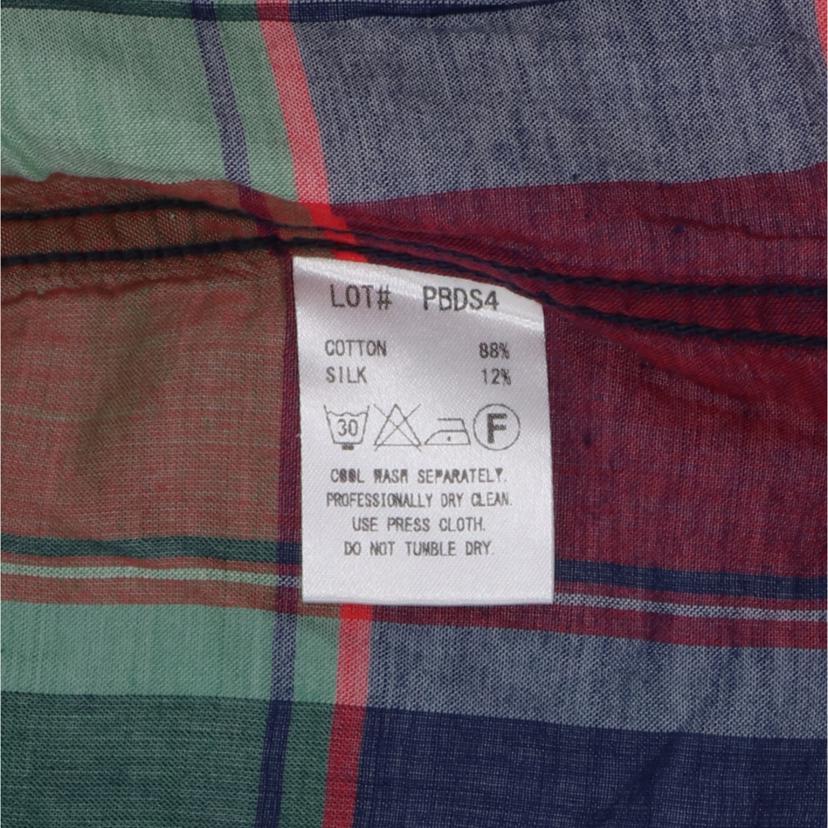 LOT# PBDS4
COTTON 88%
SILK 12%
30 F
COOL WASH SEPARATELY.
PROFESSIONALLY DRY CLEAN.
USE PRESS CLOTH.
DO NOT TUMBLE DRY.